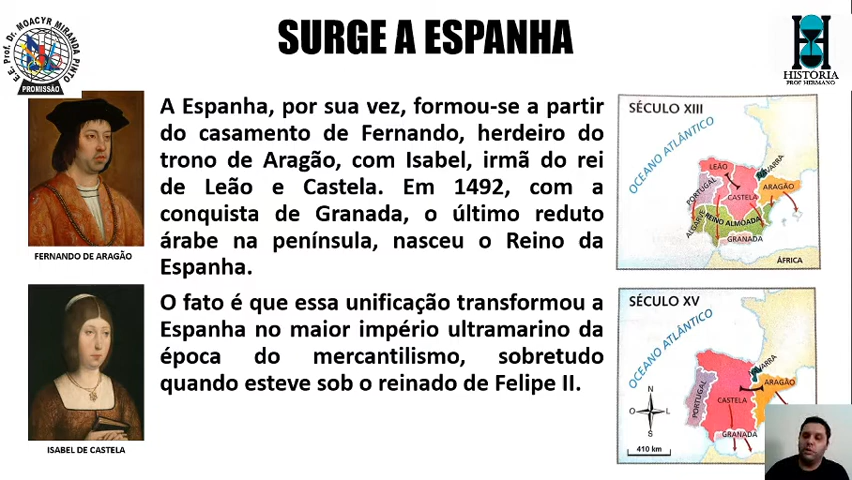 SURGE A ESPANHA
E.E. Prof. Dr. MOACYR MIRANDA PINTO
PROMISSÃO
HISTORIA
PROF HERMANO
A Espanha, por sua vez, formou-se a partir
do casamento de Fernando, herdeiro do
trono de Aragão, com Isabel, irmã do rei
de Leão e Castela. Em 1492, com a
conquista de Granada, o último reduto
árabe na península, nasceu o Reino da
Espanha.
O fato é que essa unificação transformou a
Espanha no maior império ultramarino da
época do mercantilismo, sobretudo
quando esteve sob o reinado de Felipe II.
FERNANDO DE ARAGÃO
ISABEL DE CASTELA
SÉCULO XIII
OCEANO ATLÂNTICO
LEÃO
NAVARRA
PORTUGAL
CASTELA
ARAGÃO
ALGARVE
REINO ALMÓADA
GRANADA
ÁFRICA
SÉCULO XV
OCEANO ATLÂNTICO
NAVARRA
PORTUGAL
ARAGÃO
CASTELA
GRANADA
N
O L
S
410 km